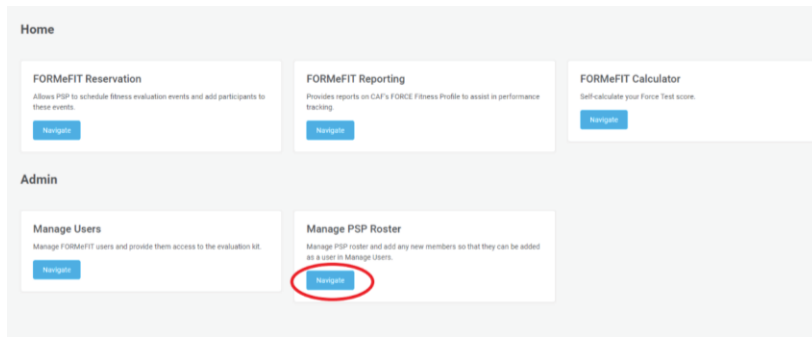 Home
FORMeFIT Reservation
Allows PSP to schedule fitness evaluation events and add participants to
these events.
Navigate
FORMeFIT Reporting
Provides reports on CAF's FORCE Fitness Profile to assist in performance
tracking.
Navigate
FORMeFIT Calculator
Self-calculate your Force Test score.
Navigate
Admin
Manage Users
Manage FORMeFIT users and provide them access to the evaluation kit.
Navigate
Manage PSP Roster
Manage PSP roster and add any new members so that they can be added
as a user in Manage Users.
Navigate